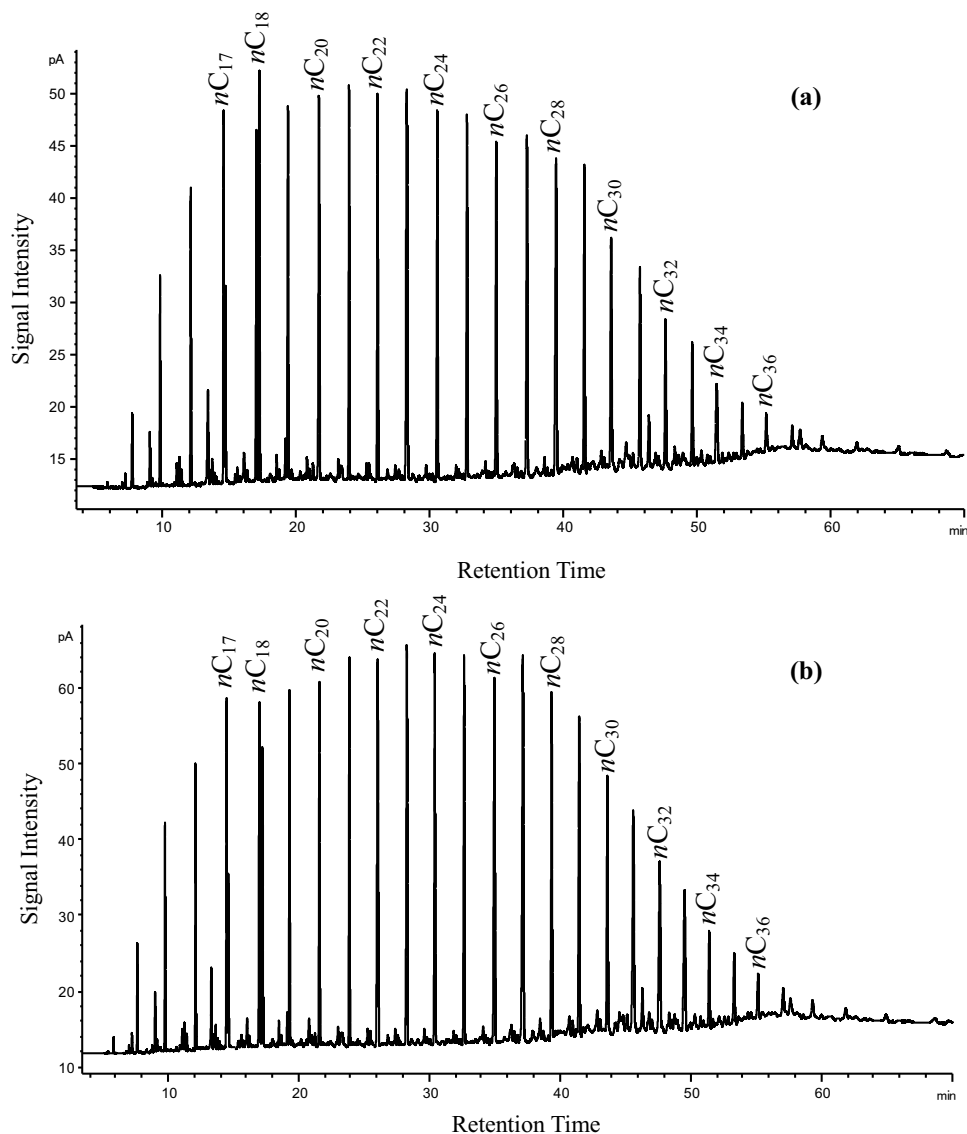 pA
nC17
nC18
nC20
nC22
nC24
nC26
nC28
nC30
nC32
nC34
nC36
(a)
50
45
40
35
30
25
20
15
Signal Intensity
10
20
30
40
50
60
min
Retention Time
pA
nC17
nC18
nC20
nC22
nC24
nC26
nC28
nC30
nC32
nC34
nC36
(b)
60
50
40
30
20
10
Signal Intensity
10
20
30
40
50
60
min
Retention Time